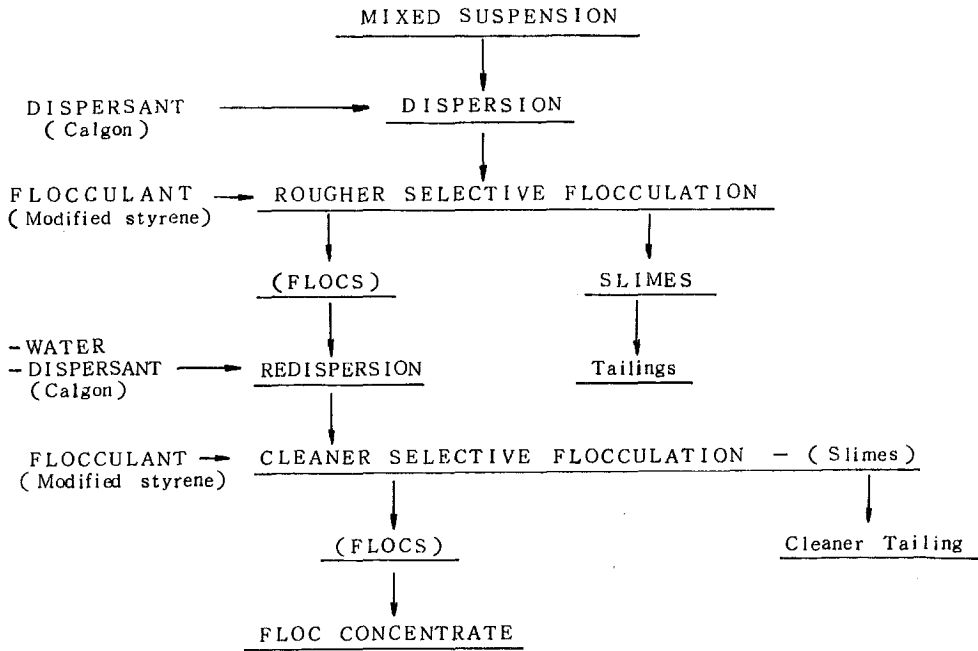 MIXED SUSPENSION
DISPERSANT
(Calgon)
DISPERSION
FLOCCULANT
(Modified styrene)
ROUGHER SELECTIVE FLOCCULATION
(FLOCS)
SLIMES
-WATER
-DISPERSANT
(Calgon)
REDISPERSION
Tailings
FLOCCULANT
(Modified styrene)
CLEANER SELECTIVE FLOCCULATION - (Slimes)
(FLOCS)
Cleaner Tailing
FLOC CONCENTRATE